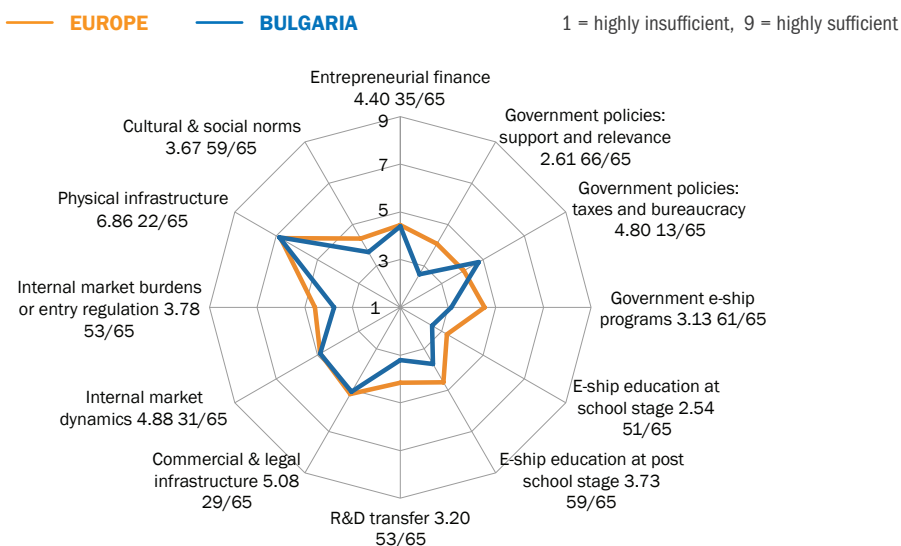 EUROPE
BULGARIA
1 = highly insufficient, 9 = highly sufficient
Entrepreneurial finance
4.40 35/65
Government policies:
support and relevance
2.61 66/65
Government policies:
taxes and bureaucracy
4.80 13/65
Government e-ship
programs 3.13 61/65
E-ship education at
school stage 2.54
51/65
E-ship education at post
school stage 3.73
59/65
R&D transfer 3.20
53/65
Commercial & legal
infrastructure 5.08
29/65
Internal market
dynamics 4.88 31/65
Internal market burdens
or entry regulation 3.78
53/65
Physical infrastructure
6.86 22/65
Cultural & social norms
3.67 59/65
9
7
5
3
1